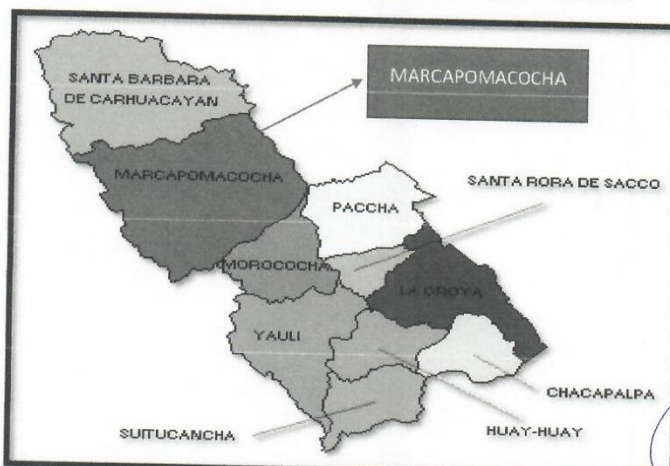 SANTA BARBARA
DE CARHUACAYAN
MARCAPOMACOCHA
MARCAPOMACOCHA
SANTA RORA DE SACCO
PACCHA
MOROCOCHA
LA OROYA
YAULI
CHACAPALPA
SUITUCANCHA
HUAY-HUAY